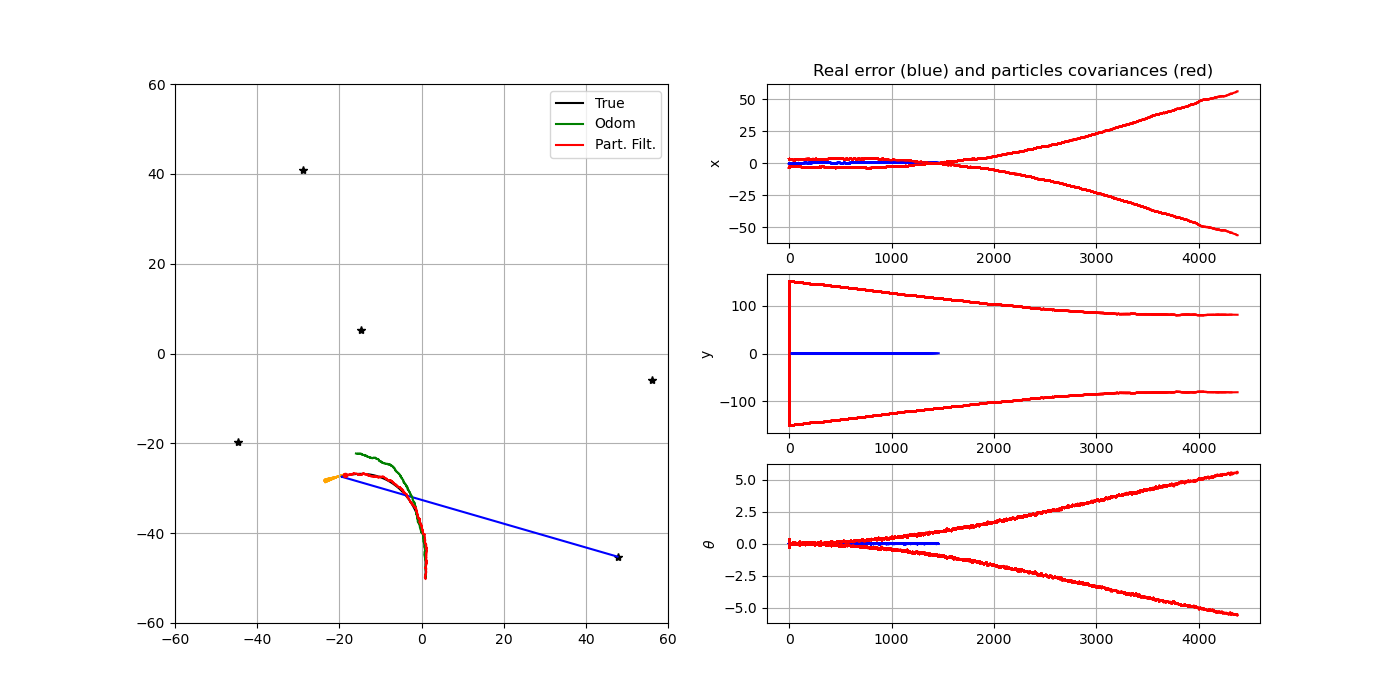 True
Odom
Part. Filt.
60
40
20
0
−20
−40
−60
−60 −40 −20 0 20 40 60
Real error (blue) and particles covariances (red)
x
50
25
0
−25
−50
0 1000 2000 3000 4000
y
100
0
−100
0 1000 2000 3000 4000
θ
5.0
2.5
0.0
−2.5
−5.0
0 1000 2000 3000 4000